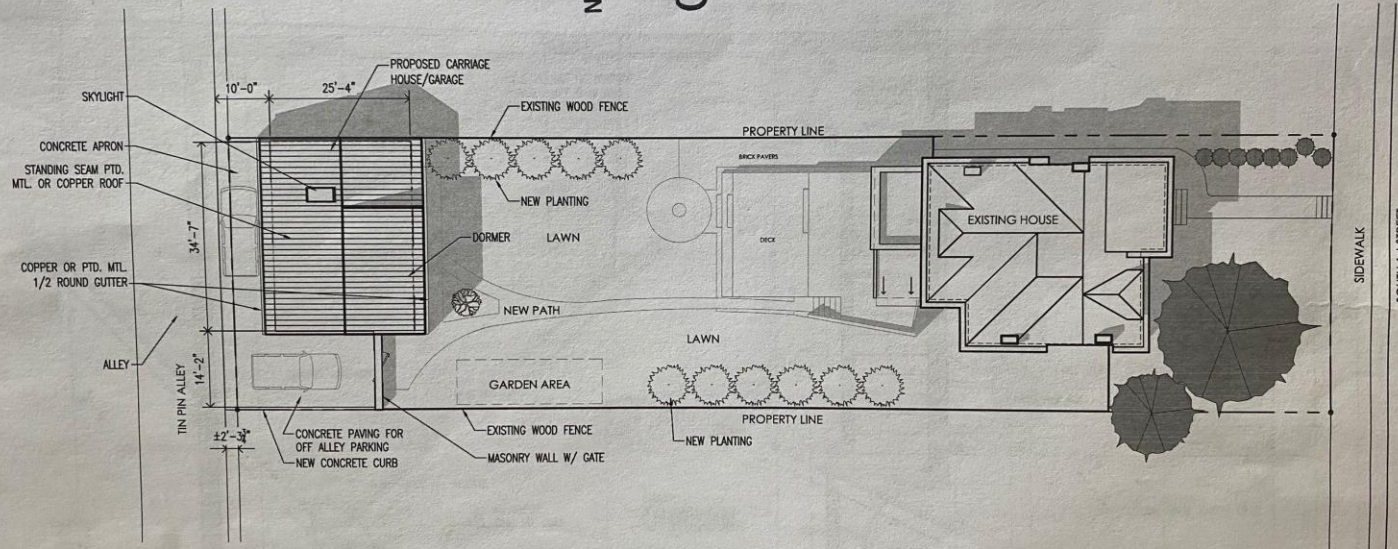 PROPOSED CARRIAGE
HOUSE/GARAGE
10'-0"
25'-4"
SKYLIGHT
EXISTING WOOD FENCE
PROPERTY LINE
CONCRETE APRON
BRICK PAVERS
STANDING SEAM PTD.
MTL. OR COPPER ROOF
NEW PLANTING
EXISTING HOUSE
34'-7"
DORMER
LAWN
DECK
SIDEWALK
COPPER OR PTD. MTL.
1/2 ROUND GUTTER
NEW PATH
LAWN
ALLEY
TIN PIN ALLEY
14'-2"
GARDEN AREA
PROPERTY LINE
±2'-3¾"
CONCRETE PAVING FOR
OFF ALLEY PARKING
NEW CONCRETE CURB
EXISTING WOOD FENCE
MASONRY WALL W/ GATE
NEW PLANTING